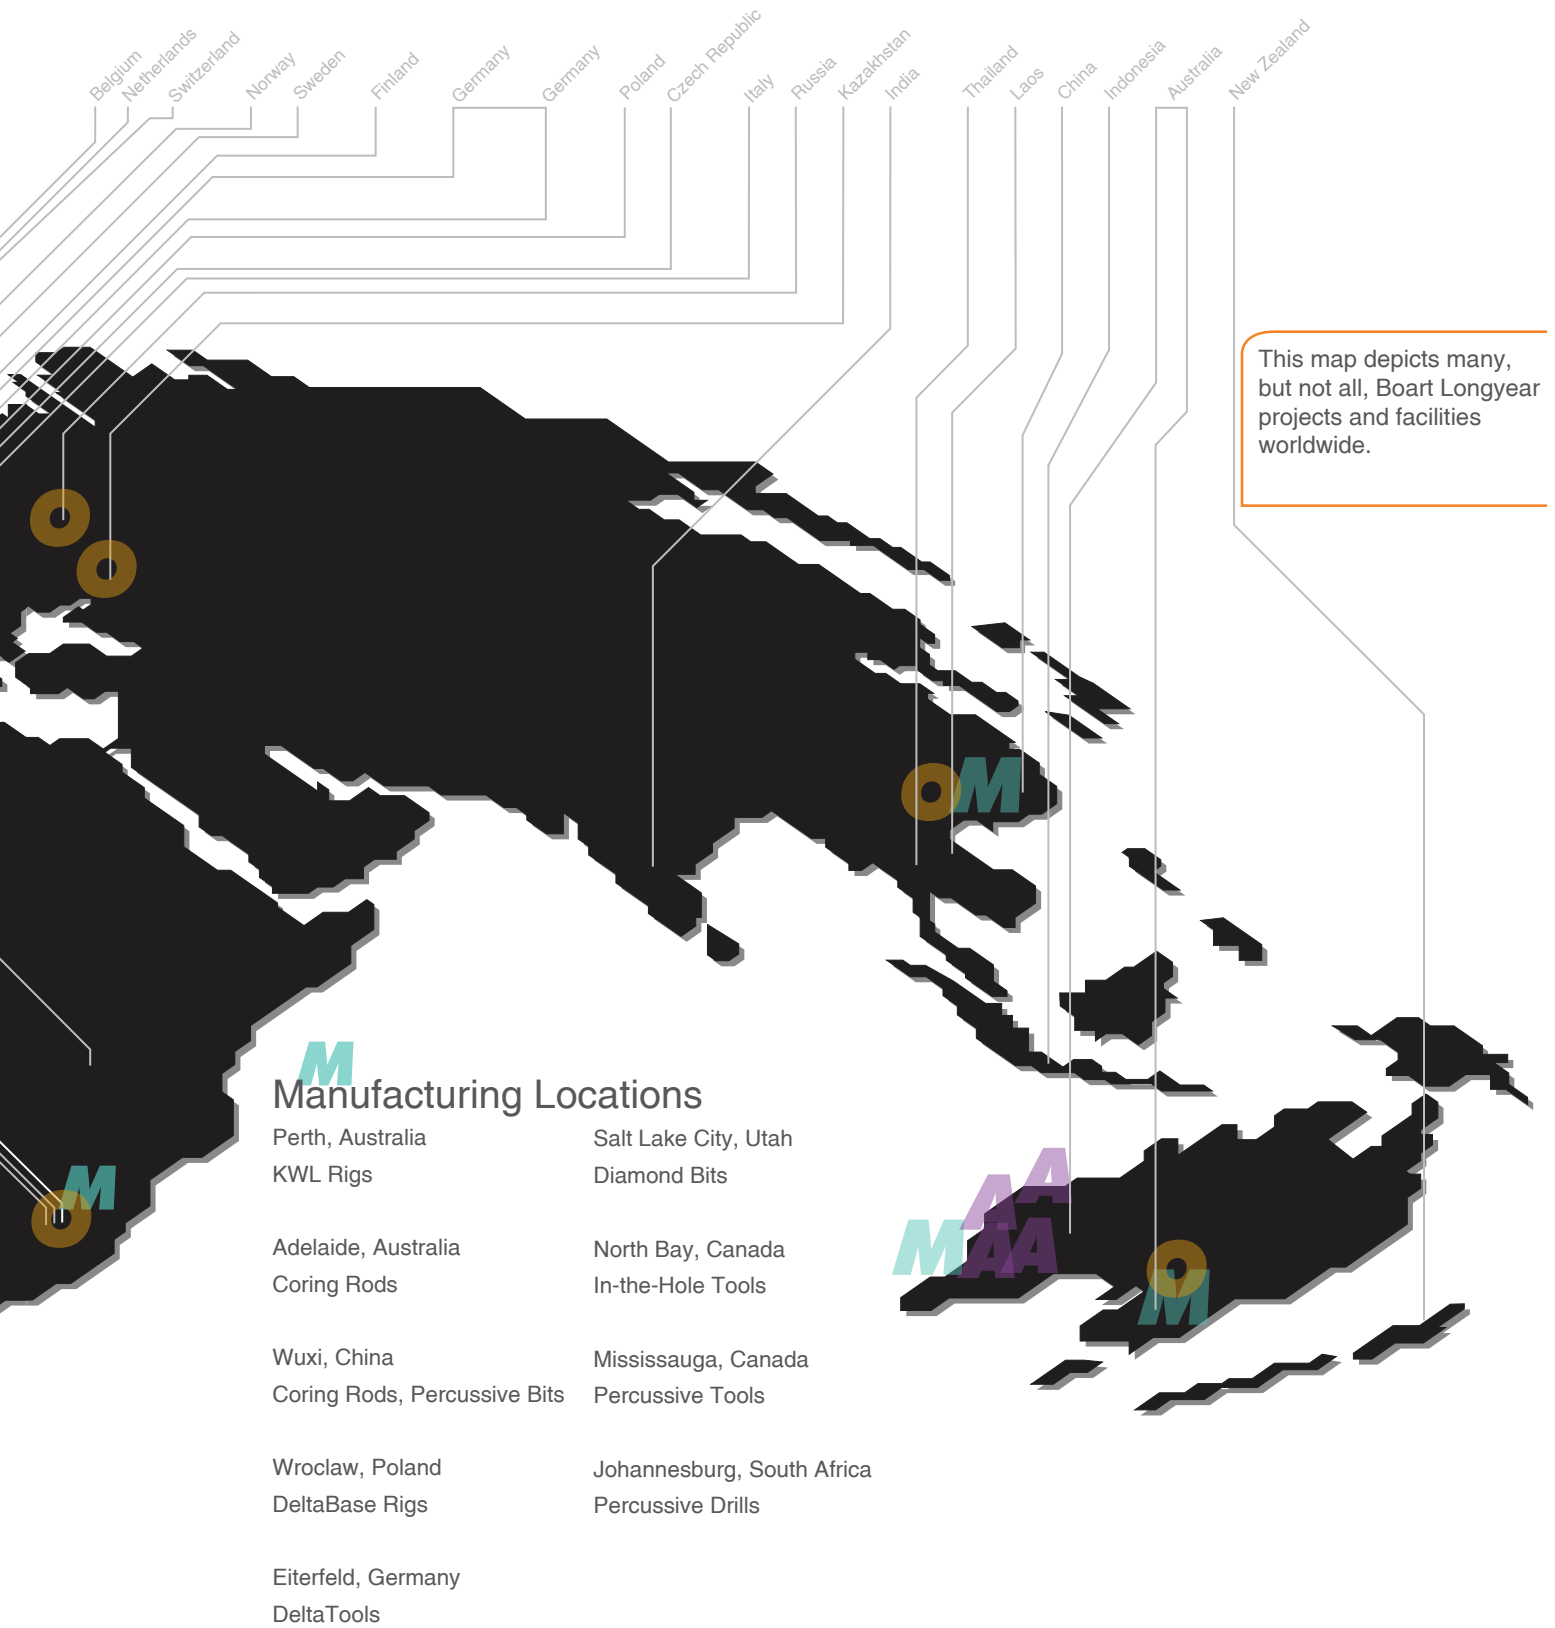 Belgium
Netherlands
Switzerland
Norway
Sweden
Finland
Germany
Germany
Poland
Czech Republic
Italy
Russia
Kazakhstan
India
Thailand
Laos
China
Indonesia
Australia
New Zealand
This map depicts many,
but not all, Boart Longyear
projects and facilities
worldwide.
O
O
O
M
M
O
A
A
M
A
A
O
M
M
Manufacturing Locations
Perth, Australia
KWL Rigs
Adelaide, Australia
Coring Rods
Wuxi, China
Coring Rods, Percussive Bits
Wroclaw, Poland
DeltaBase Rigs
Eiterfeld, Germany
DeltaTools
Salt Lake City, Utah
Diamond Bits
North Bay, Canada
In-the-Hole Tools
Mississauga, Canada
Percussive Tools
Johannesburg, South Africa
Percussive Drills